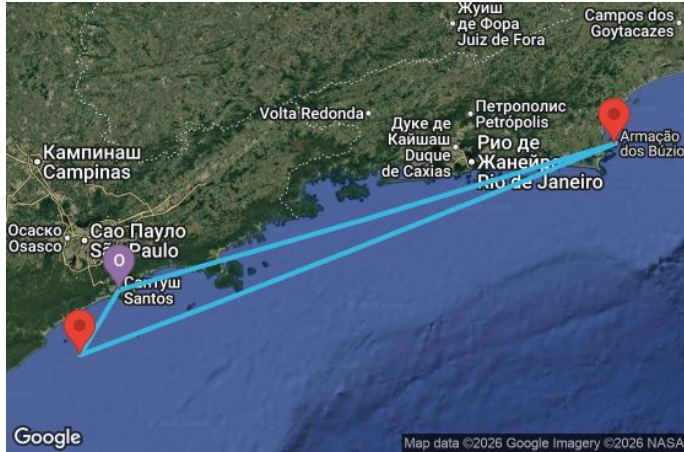 Жуиш
де Фора
Juiz de Fora
Campos dos
Goytacazes
Volta Redonda
Петрополис
Petrópolis
Дуке де
Кайшаш
Duque
de Caxias
Рио де
Жанейро
Rio de Janeiro
Armação
dos Búzio
Кампинаш
Campinas
Осаско
Osasco
Сао Пауло
São Paulo
O
Сантуш
Santos
Google
Map data ©2026 Google Imagery ©2026 NASA